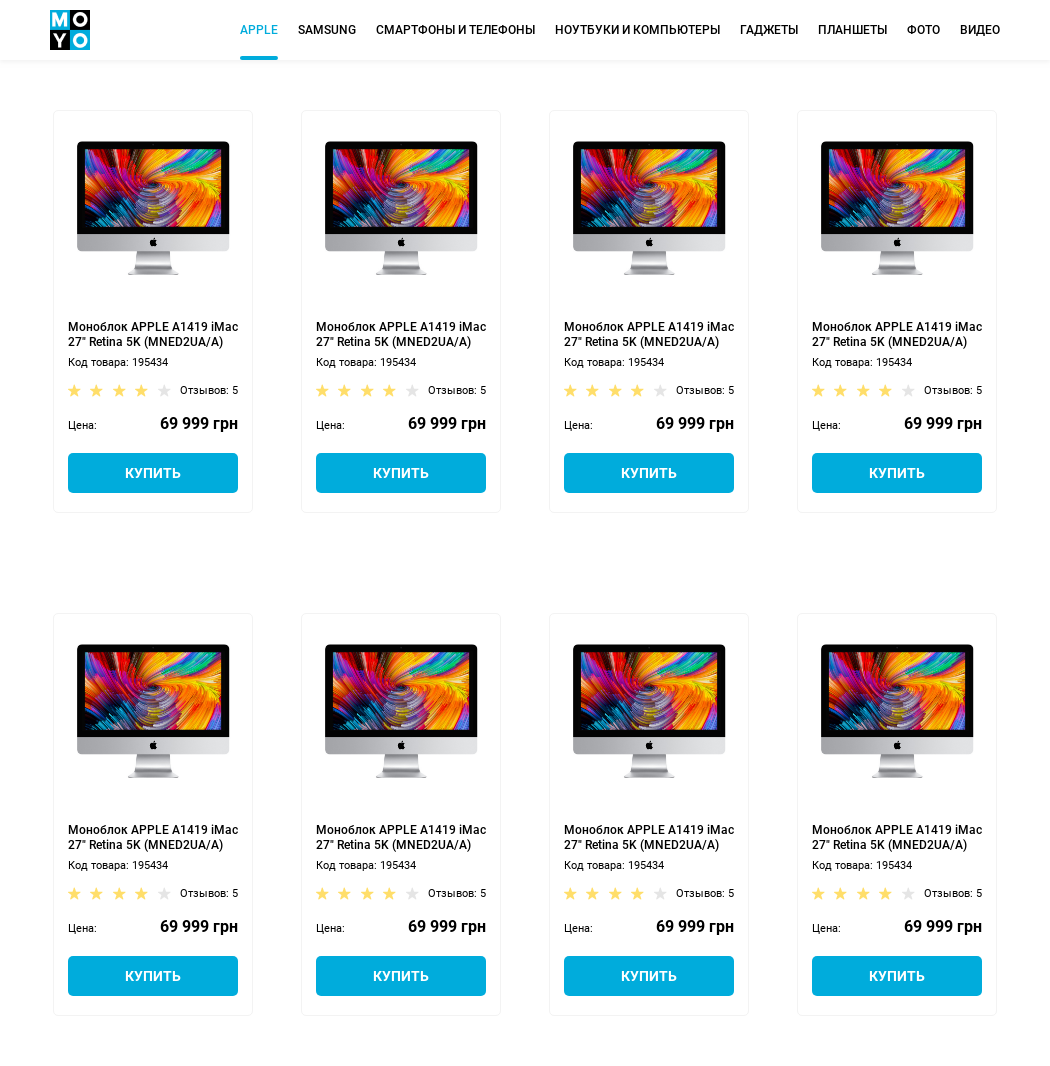 MO
YO
APPLE SAMSUNG СМАРТФОНЫ И ТЕЛЕФОНЫ НОУТБУКИ И КОМПЬЮТЕРЫ ГАДЖЕТЫ ПЛАНШЕТЫ ФОТО ВИДЕО
Моноблок APPLE A1419 iMac
27" Retina 5K (MNED2UA/A)
Код товара: 195434
Отзывов: 5
Цена: 69 999 грн
КУПИТЬ
Моноблок APPLE A1419 iMac
27" Retina 5K (MNED2UA/A)
Код товара: 195434
Отзывов: 5
Цена: 69 999 грн
КУПИТЬ
Моноблок APPLE A1419 iMac
27" Retina 5K (MNED2UA/A)
Код товара: 195434
Отзывов: 5
Цена: 69 999 грн
КУПИТЬ
Моноблок APPLE A1419 iMac
27" Retina 5K (MNED2UA/A)
Код товара: 195434
Отзывов: 5
Цена: 69 999 грн
КУПИТЬ
Моноблок APPLE A1419 iMac
27" Retina 5K (MNED2UA/A)
Код товара: 195434
Отзывов: 5
Цена: 69 999 грн
КУПИТЬ
Моноблок APPLE A1419 iMac
27" Retina 5K (MNED2UA/A)
Код товара: 195434
Отзывов: 5
Цена: 69 999 грн
КУПИТЬ
Моноблок APPLE A1419 iMac
27" Retina 5K (MNED2UA/A)
Код товара: 195434
Отзывов: 5
Цена: 69 999 грн
КУПИТЬ
Моноблок APPLE A1419 iMac
27" Retina 5K (MNED2UA/A)
Код товара: 195434
Отзывов: 5
Цена: 69 999 грн
КУПИТЬ